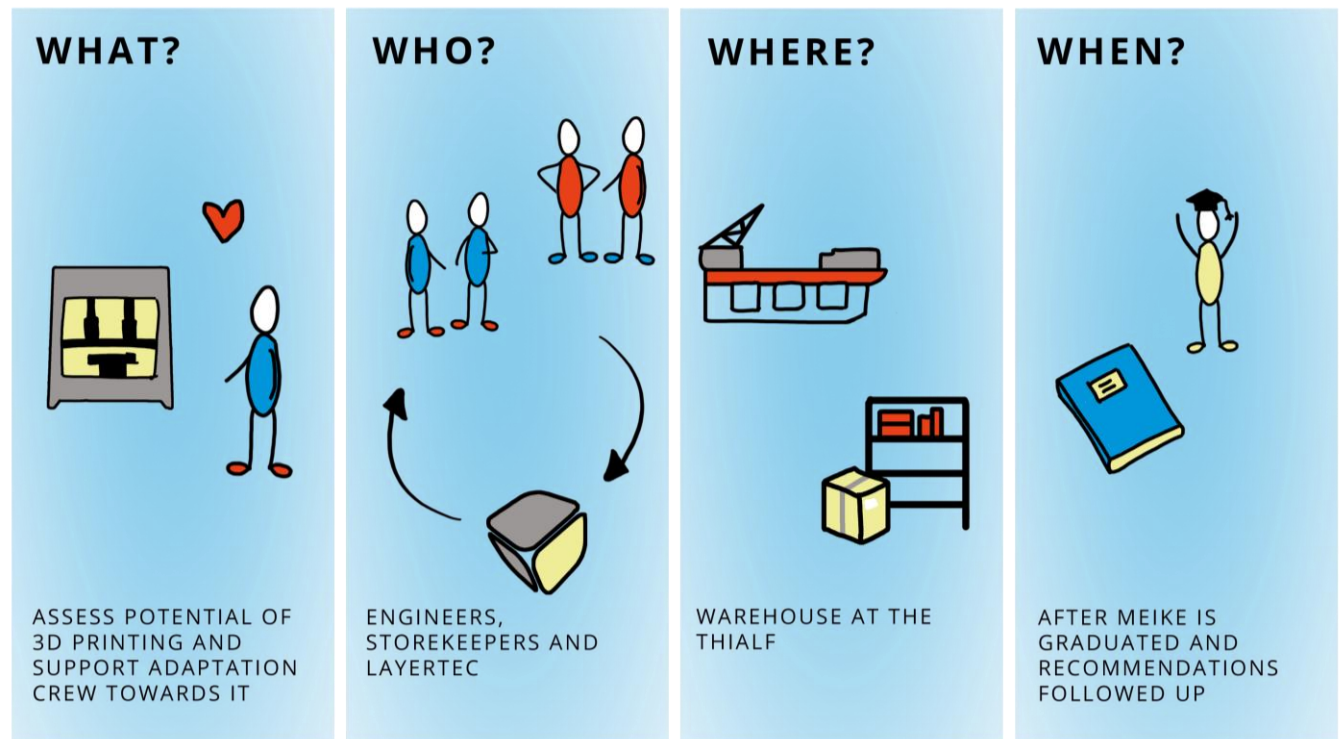 WHAT?
ASSESS POTENTIAL OF
3D PRINTING AND
SUPPORT ADAPTATION
CREW TOWARDS IT
WHO?
ENGINEERS,
STOREKEEPERS AND
LAYERTEC
WHERE?
WAREHOUSE AT THE
THIALF
WHEN?
AFTER MEIKE IS
GRADUATED AND
RECOMMENDATIONS
FOLLOWED UP